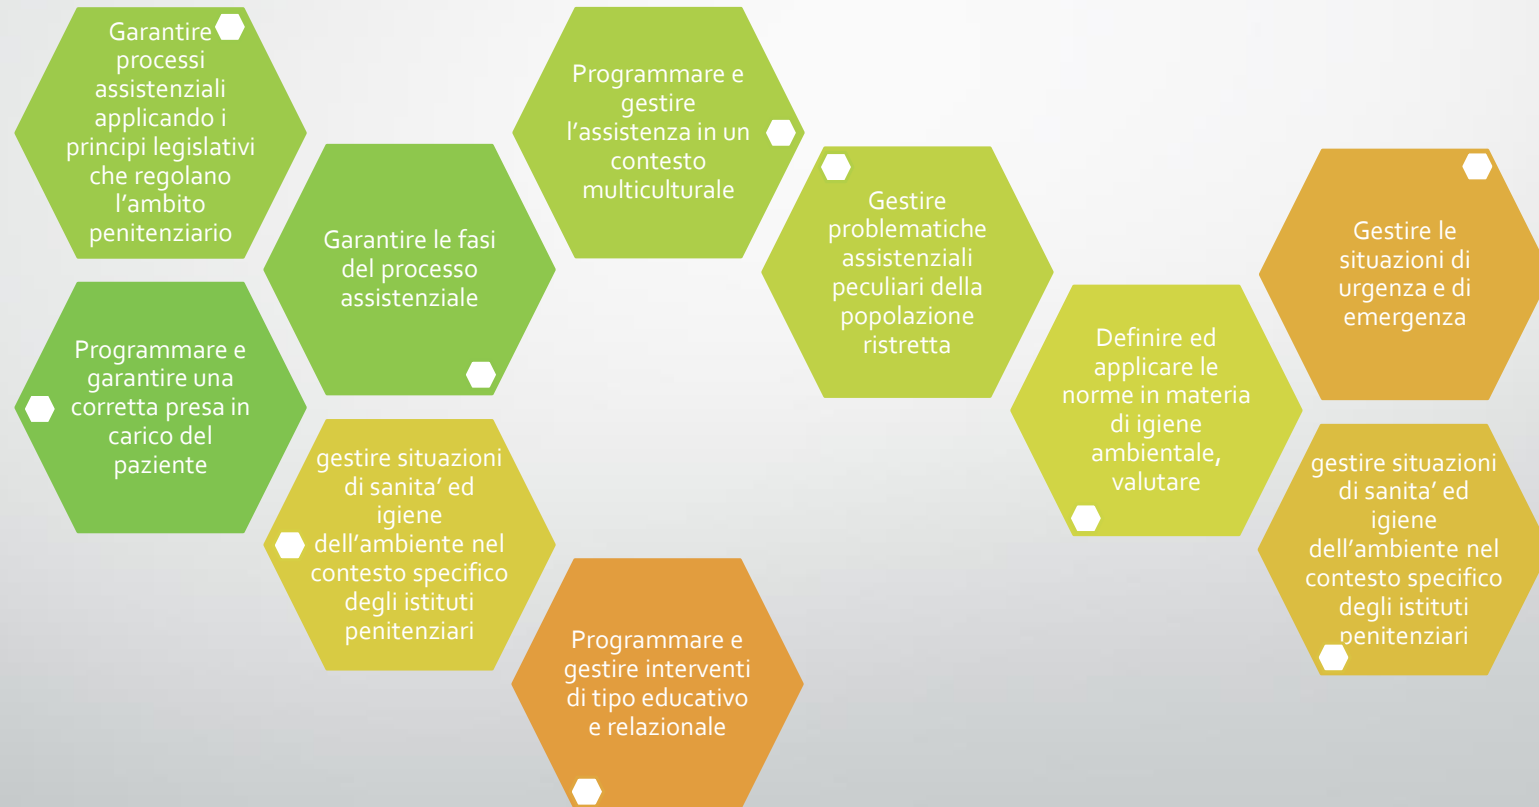 Garantire
processi
assistenziali
applicando i
principi legislativi
che regolano
l'ambito
penitenziario
Programmare e
garantire una
corretta presa in
carico del
paziente
Garantire le fasi
del processo
assistenziale
gestire situazioni
di sanita' ed
igiene
dell'ambiente nel
contesto specifico
degli istituti
penitenziari
Programmare e
gestire
l'assistenza in un
contesto
multiculturale
Programmare e
gestire interventi
di tipo educativo
e relazionale
Gestire
problematiche
assistenziali
peculiari della
popolazione
ristretta
Definire ed
applicare le
norme in materia
di igiene
ambientale,
valutare
Gestire le
situazioni di
urgenza e di
emergenza
gestire situazioni
di sanita' ed
igiene
dell'ambiente nel
contesto specifico
degli istituti
penitenziari